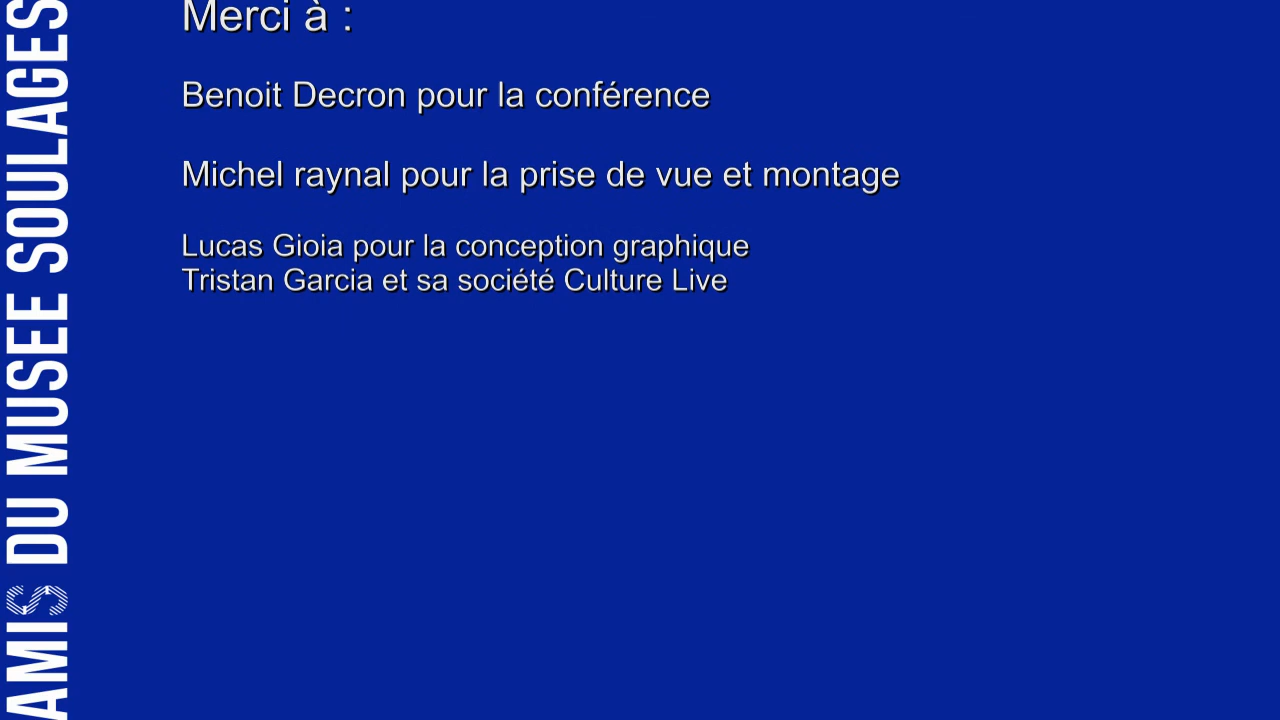 Merci à :
Benoit Decron pour la conférence
Michel raynal pour la prise de vue et montage
Lucas Gioia pour la conception graphique
Tristan Garcia et sa société Culture Live
AMIS DU MUSEE SOULAGES